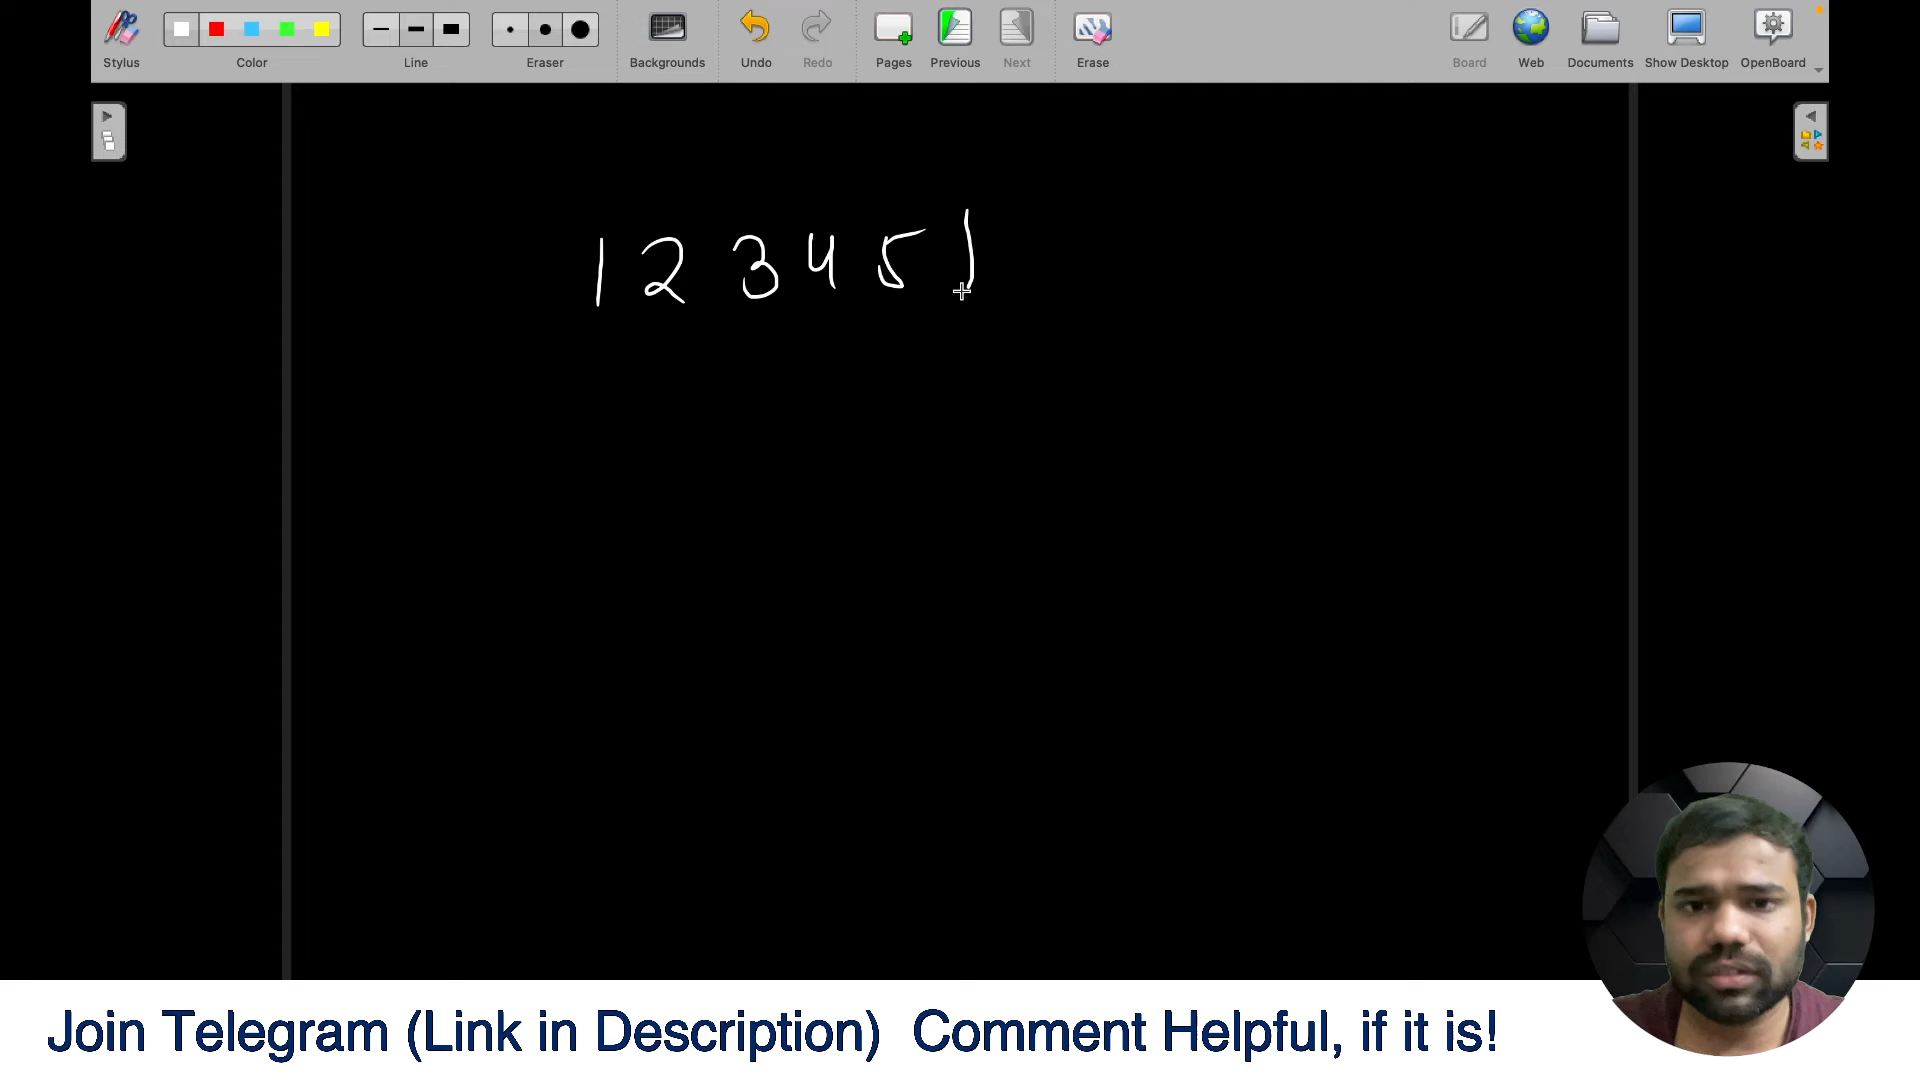 Stylus Color Line Eraser Backgrounds Undo Redo Pages Previous Next Erase Board Web Documents Show Desktop OpenBoard
1 2 3 4 5 )
Join Telegram (Link in Description) Comment Helpful, if it is!